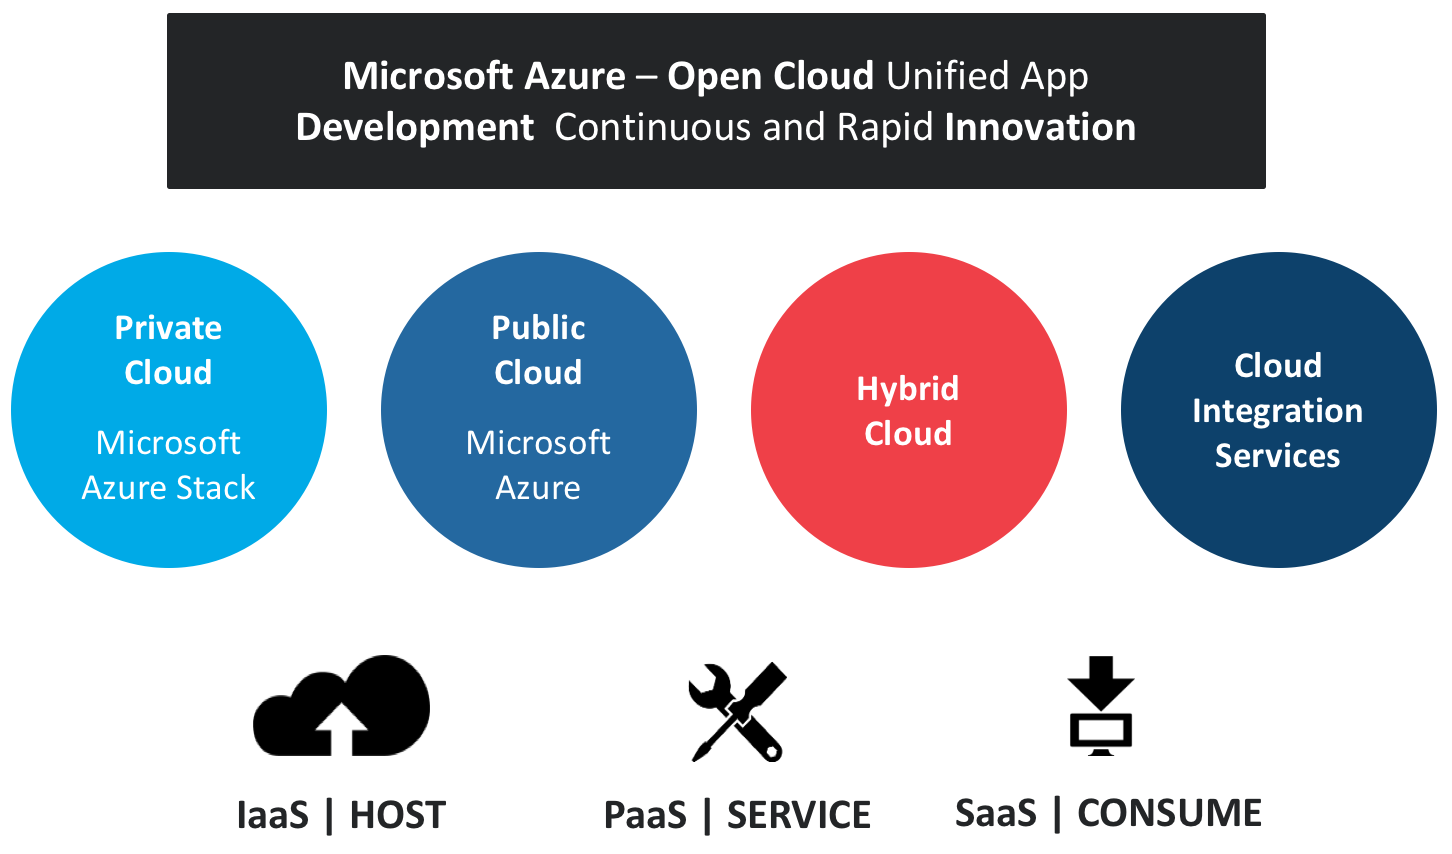 Microsoft Azure – Open Cloud Unified App
Development Continuous and Rapid Innovation
Private
Cloud
Microsoft
Azure Stack
Public
Cloud
Microsoft
Azure
Hybrid
Cloud
Cloud
Integration
Services
IaaS | HOST
PaaS | SERVICE
SaaS | CONSUME